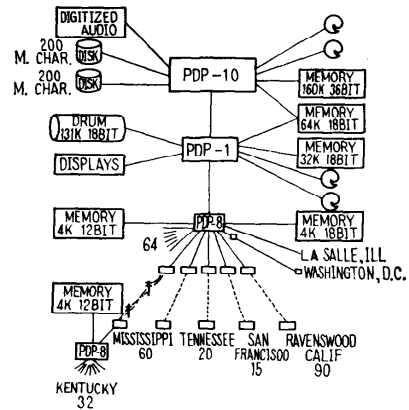 DIGITIZED
AUDIO
200
M. CHAR.
DISK
200
M. CHAR.
DISK
PDP-10
MEMORY
160K 36BIT
MEMORY
64K 18BIT
DRUM
131K 18BIT
PDP-1
MEMORY
32K 18BIT
DISPLAYS
MEMORY
4K 12BIT
64
PDP-8
MEMORY
4K 18BIT
LA SALLE, ILL
WASHINGTON, D.C.
MEMORY
4K 12BIT
PDP-8
KENTUCKY
32
MISSISSIPPI
60
TENNESSEE
20
SAN
FRANCISCO
15
RAVENSWOOD
CALIF
90